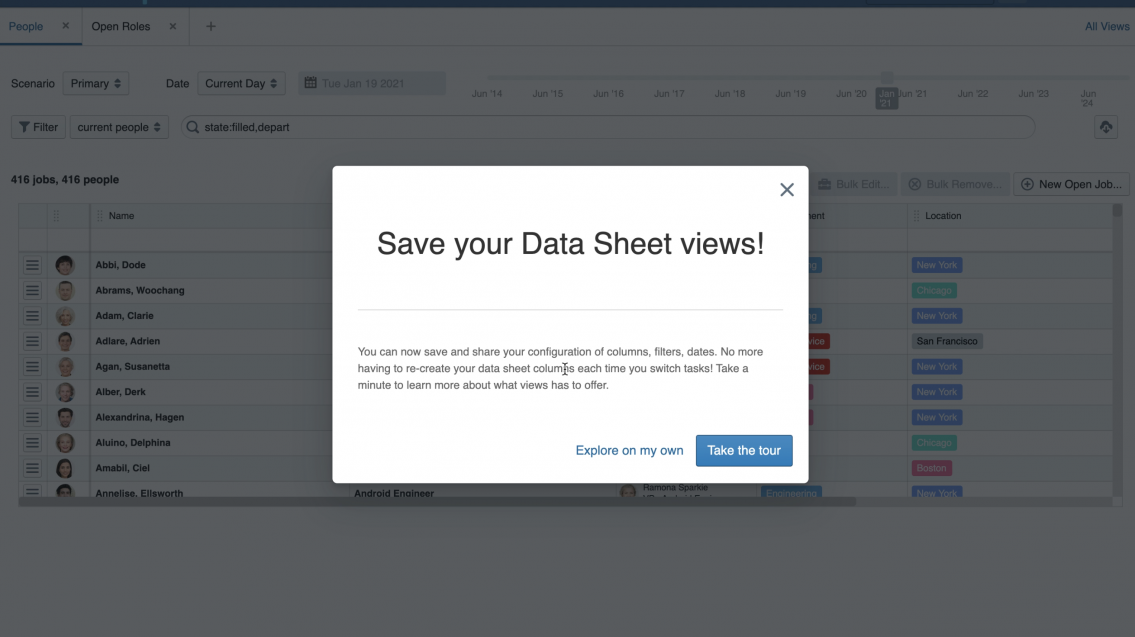 People × Open Roles × + All Views
Scenario Primary Date Current Day Tue Jan 19 2021
Jun '14 Jun '15 Jun '16 Jun '17 Jun '18 Jun '19 Jun '20 Jan '21 Jun '21 Jun '22 Jun '23 Jun '24
Filter current people state:filled,depart
416 jobs, 416 people
Bulk Edit... Bulk Remove... New Open Job...
Name Location
Save your Data Sheet views!
You can now save and share your configuration of columns, filters, dates. No more
having to re-create your data sheet columns each time you switch tasks! Take a
minute to learn more about what views has to offer.
Explore on my own Take the tour
Abbi, Dode New York
Abrams, Woochang Chicago
Adam, Clarie New York
Adlare, Adrien San Francisco
Agan, Susanetta New York
Alber, Derk New York
Alexandrina, Hagen New York
Aluino, Delphina Chicago
Amabil, Ciel Boston
Annelise, Ellsworth Android Engineer Ramona Sparkle Engineering New York